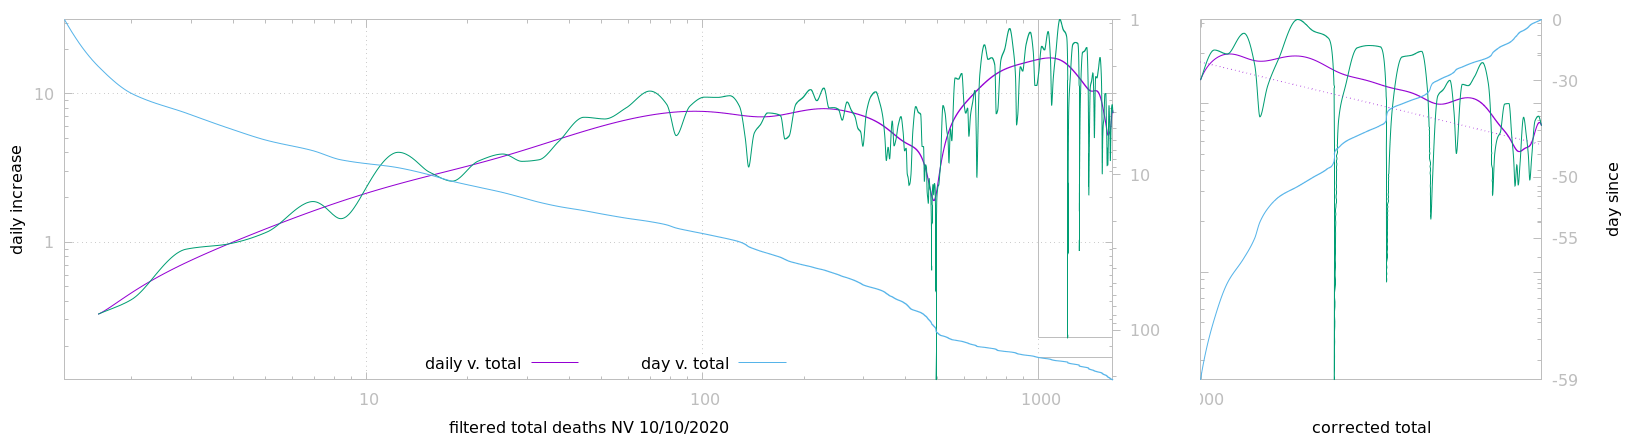 daily increase
10
1
10
100
1000
1
10
100
daily v. total
day v. total
filtered total deaths NV 10/10/2020
000
0
-30
-50
-55
-59
day since
corrected total